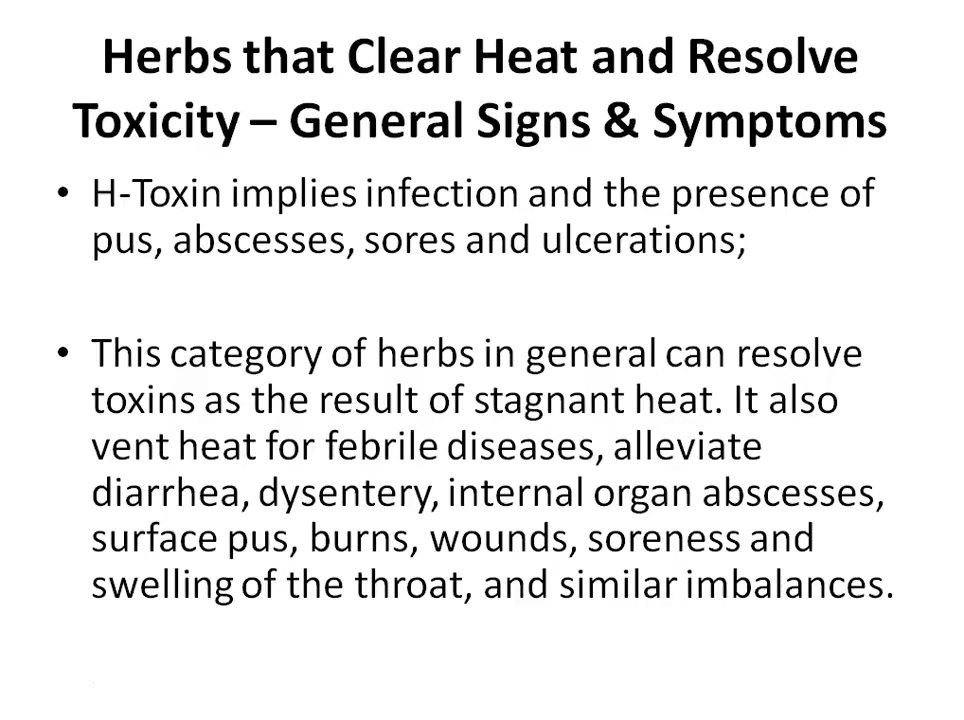 Herbs that Clear Heat and Resolve
Toxicity – General Signs & Symptoms
• H-Toxin implies infection and the presence of
pus, abscesses, sores and ulcerations;
• This category of herbs in general can resolve
toxins as the result of stagnant heat. It also
vent heat for febrile diseases, alleviate
diarrhea, dysentery, internal organ abscesses,
surface pus, burns, wounds, soreness and
swelling of the throat, and similar imbalances.